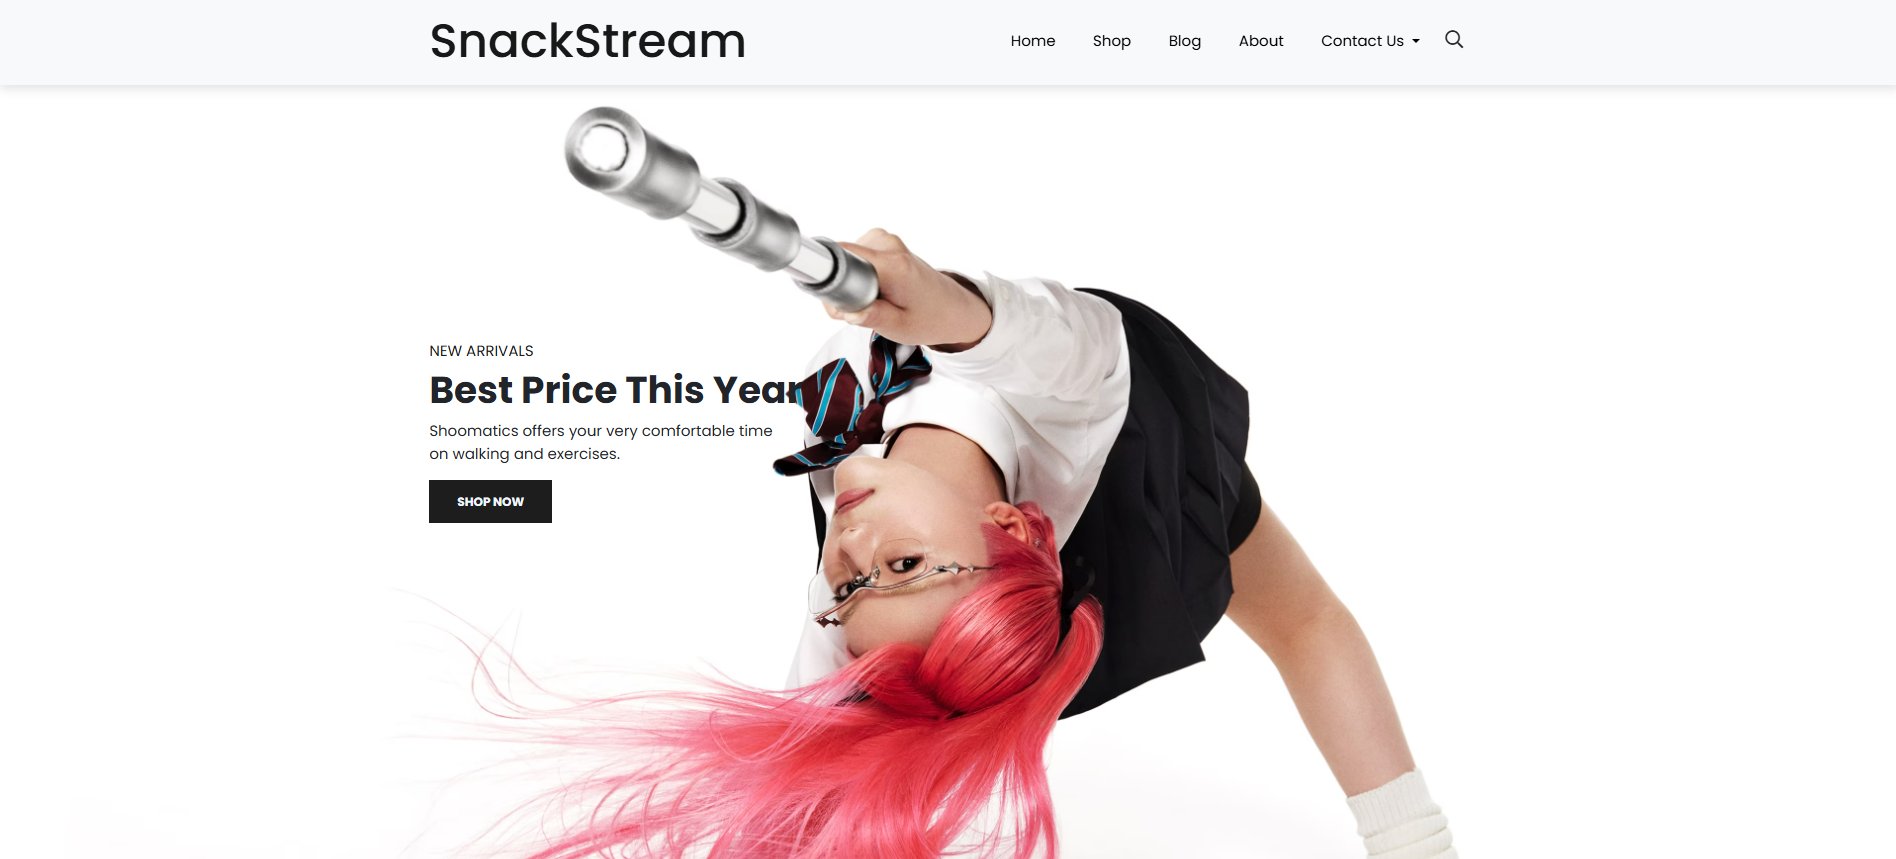 SnackStream
Home Shop Blog About Contact Us
NEW ARRIVALS
Best Price This Year
Shoomatics offers your very comfortable time
on walking and exercises.
SHOP NOW